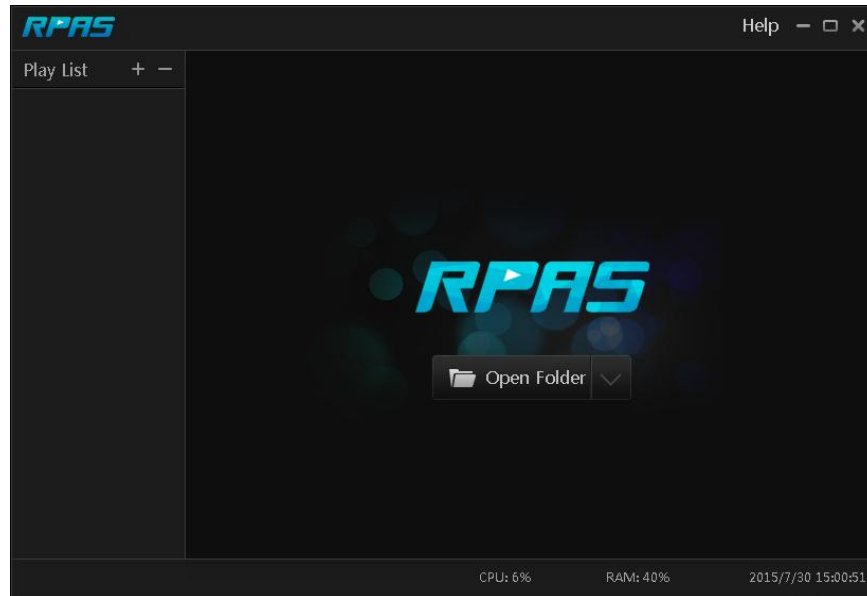 RPAS
Help
Play List
RPAS
Open Folder
CPU: 6%
RAM: 40%
2015/7/30 15:00:51